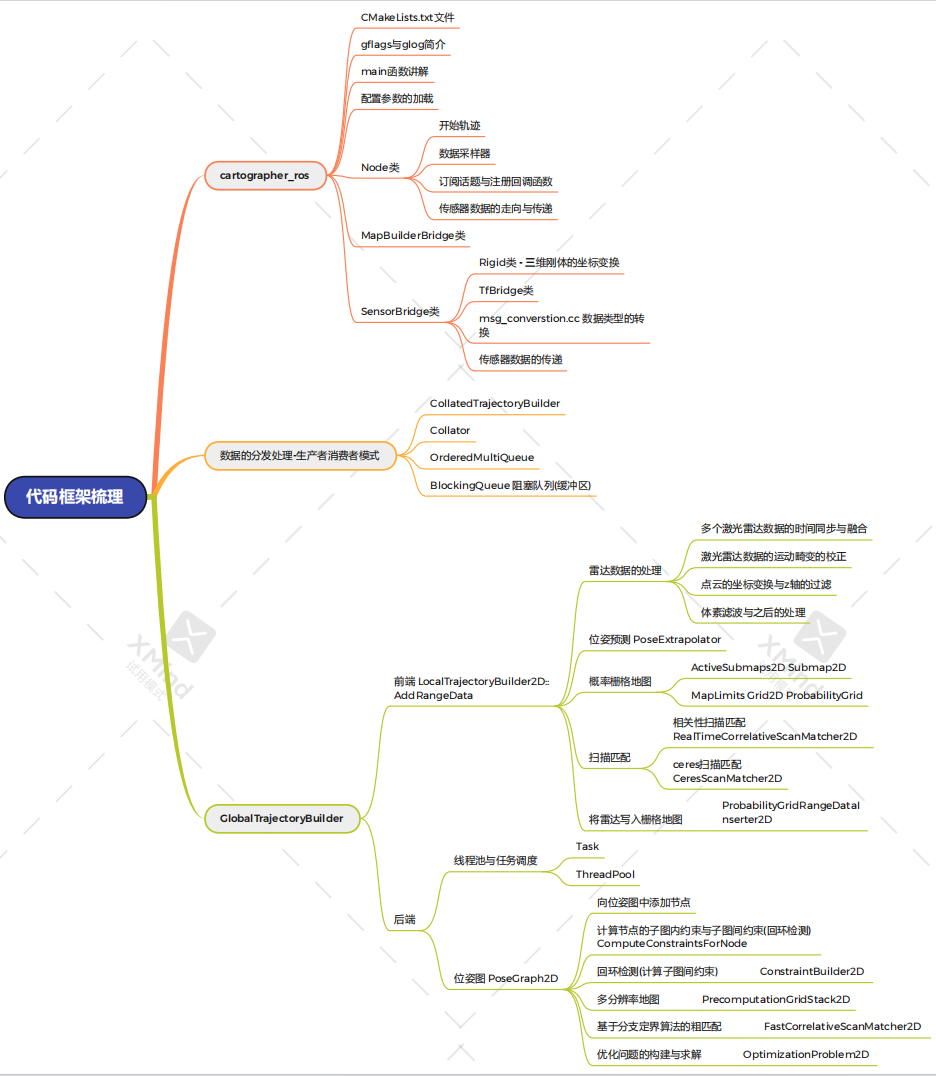 代码框架梳理
cartographer_ros
CMakeLists.txt文件
gflags与glog简介
main函数讲解
配置参数的加载
Node类
开始轨迹
数据采样器
订阅话题与注册回调函数
传感器数据的走向与传递
MapBuilderBridge类
SensorBridge类
Rigid类 - 三维刚体的坐标变换
TfBridge类
msg_converstion.cc 数据类型的转
换
传感器数据的传递
数据的分发处理-生产者消费者模式
CollatedTrajectoryBuilder
Collator
OrderedMultiQueue
BlockingQueue 阻塞队列(缓冲区)
GlobalTrajectoryBuilder
前端 LocalTrajectoryBuilder2D::
AddRangeData
雷达数据的处理
多个激光雷达数据的时间同步与融合
激光雷达数据的运动畸变的校正
点云的坐标变换与z轴的过滤
体素滤波与之后的处理
位姿预测 PoseExtrapolator
概率栅格地图
ActiveSubmaps2D Submap2D
MapLimits Grid2D ProbabilityGrid
扫描匹配
相关性扫描匹配
RealTimeCorrelativeScanMatcher2D
ceres扫描匹配
CeresScanMatcher2D
将雷达写入栅格地图
ProbabilityGridRangeDataI
nserter2D
后端
线程池与任务调度
Task
ThreadPool
位姿图 PoseGraph2D
向位姿图中添加节点
计算节点的子图内约束与子图间约束(回环检测)
ComputeConstraintsForNode
回环检测(计算子图间约束) ConstraintBuilder2D
多分辨率地图 PrecomputationGridStack2D
基于分支定界算法的粗匹配 FastCorrelativeScanMatcher2D
优化问题的构建与求解 OptimizationProblem2D
XMind
试用模式
XMind
试用模式